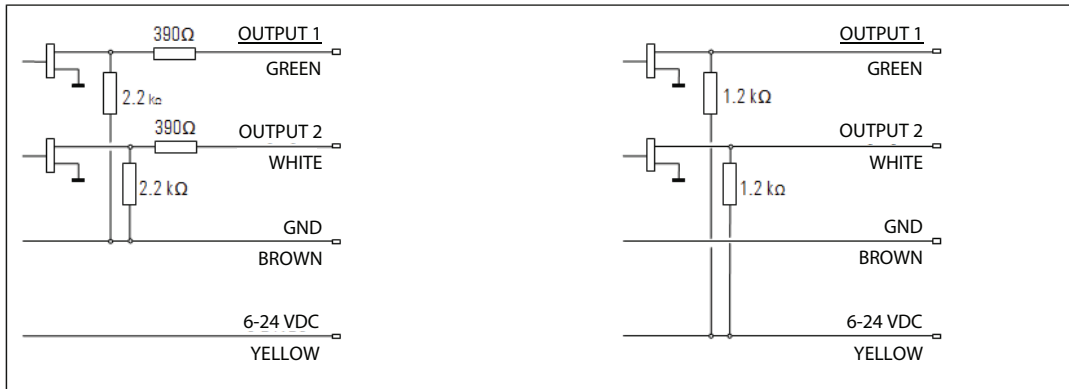 390Ω
OUTPUT 1
GREEN
2.2 kΩ
390Ω
OUTPUT 2
WHITE
2.2 kΩ
GND
BROWN
6-24 VDC
YELLOW
OUTPUT 1
GREEN
1.2 kΩ
OUTPUT 2
WHITE
1.2 kΩ
GND
BROWN
6-24 VDC
YELLOW